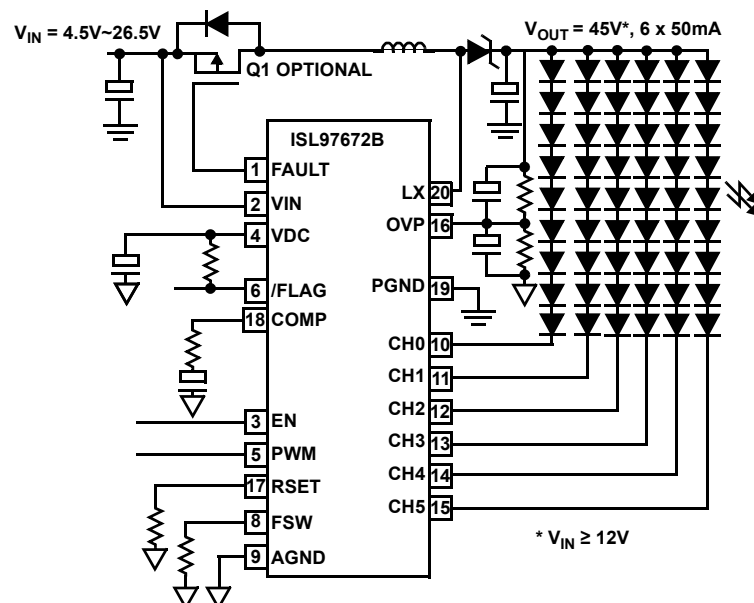 VIN = 4.5V~26.5V
VOUT = 45V*, 6 x 50mA
Q1 OPTIONAL
ISL97672B
1 FAULT
2 VIN
4 VDC
6 /FLAG
18 COMP
3 EN
5 PWM
17 RSET
8 FSW
9 AGND
LX 20
OVP 16
PGND 19
CH0 10
CH1 11
CH2 12
CH3 13
CH4 14
CH5 15
* VIN ≥ 12V